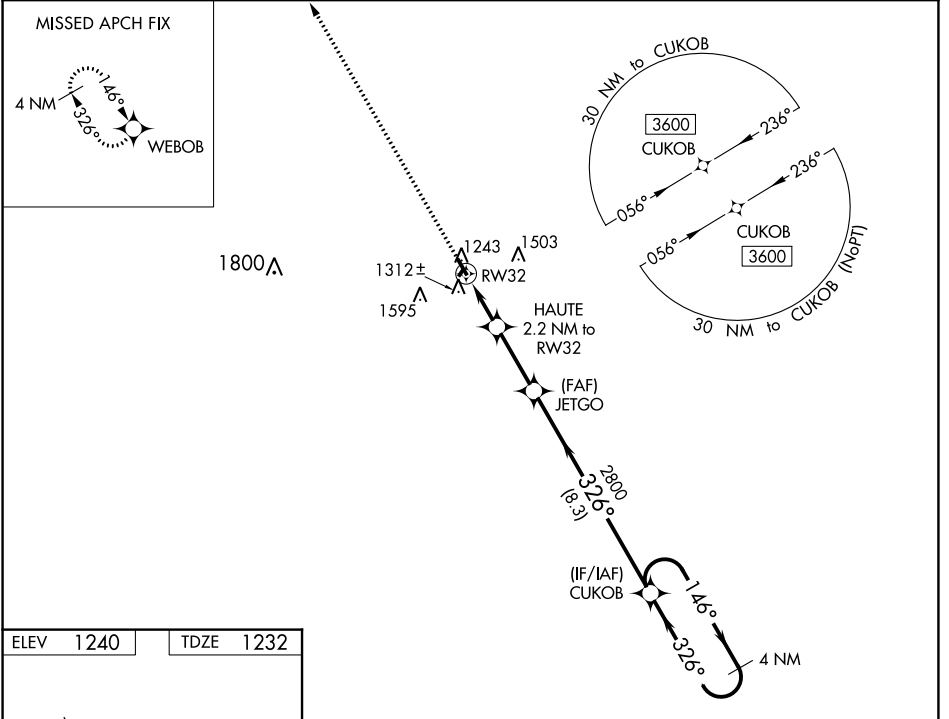 MISSED APCH FIX
4 NM
146°
326°
WEBOB
30 NM to CUKOB
3600
CUKOB
236°
056°
236°
056°
CUKOB
3600
30 NM to CUKOB (NoPT)
1800
1243
1503
1312±
RW32
1595
HAUTE
2.2 NM to
RW32
(FAF)
JETGO
2800
326°
(8.3)
(IF/IAF)
CUKOB
146°
326°
4 NM
ELEV 1240
TDZE 1232